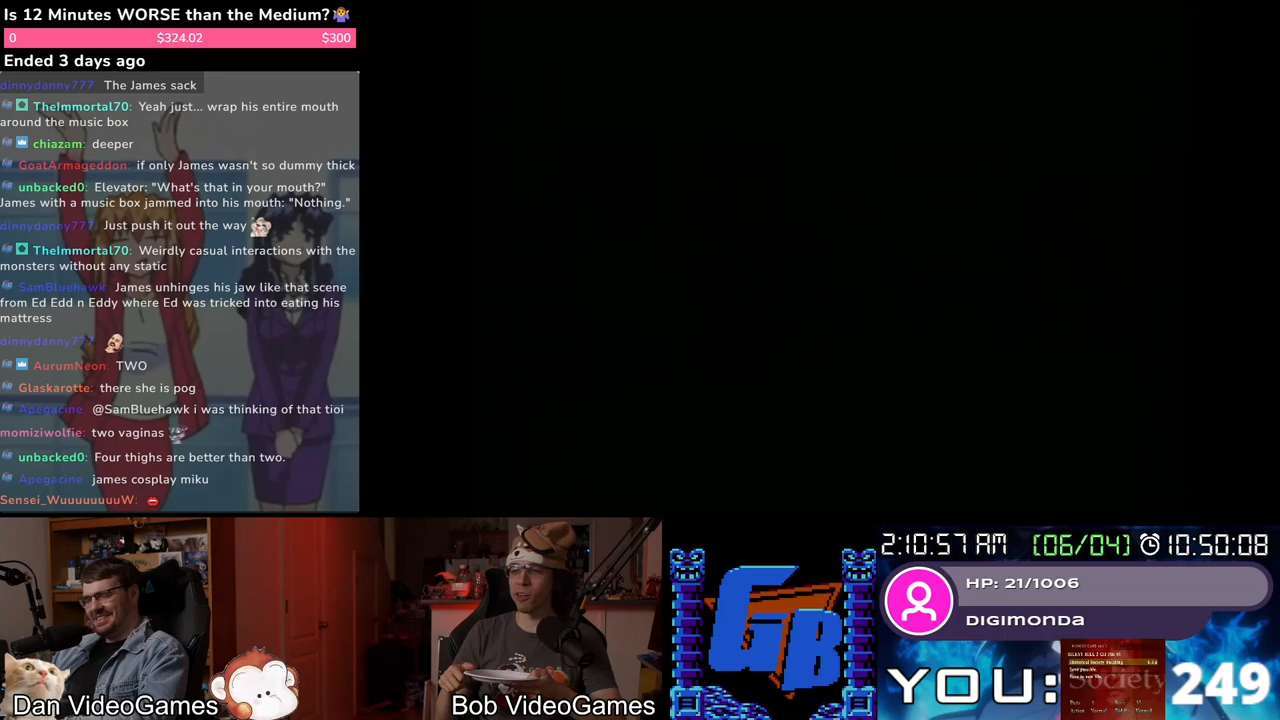 Is 12 Minutes WORSE than the Medium?🤷‍♀️
0 $324.02 $300
Ended 3 days ago
dinnydanny777 The James sack
TheImmortal70: Yeah just... wrap his entire mouth
around the music box
chiazam: deeper
GoatArmageddon: if only James wasn't so dummy thick
unbacked0: Elevator: "What's that in your mouth?"
James with a music box jammed into his mouth: "Nothing."
dinnydanny777: Just push it out the way
TheImmortal70: Weirdly casual interactions with the
monsters without any static
SamBluehawk: James unhinges his jaw like that scene
from Ed Edd n Eddy where Ed was tricked into eating his
mattress
dinnydanny777:
AurumNeon: TWO
Glaskarotte: there she is pog
Apegacine: @SamBluehawk i was thinking of that tioi
momiziwolfie: two vaginas
unbacked0: Four thighs are better than two.
Apegacine: james cosplay miku
Sensei_WuuuuuuuuW: 👄
Dan VideoGames
Bob VideoGames
GB
2:10:57 AM [06/04] 10:50:08
HP: 21/1006
DIGIMONDA
YOU:
Society
249